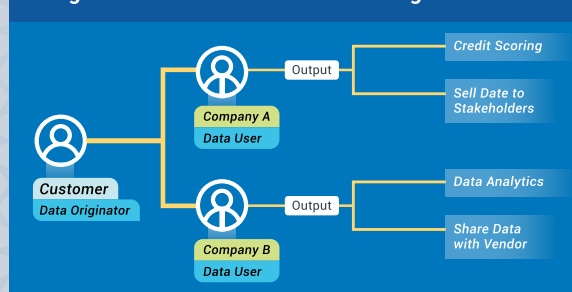 Credit Scoring
Output
Sell Date to
Stakeholders
Company A
Data User
Customer
Data Originator
Data Analytics
Output
Share Data
with Vendor
Company B
Data User